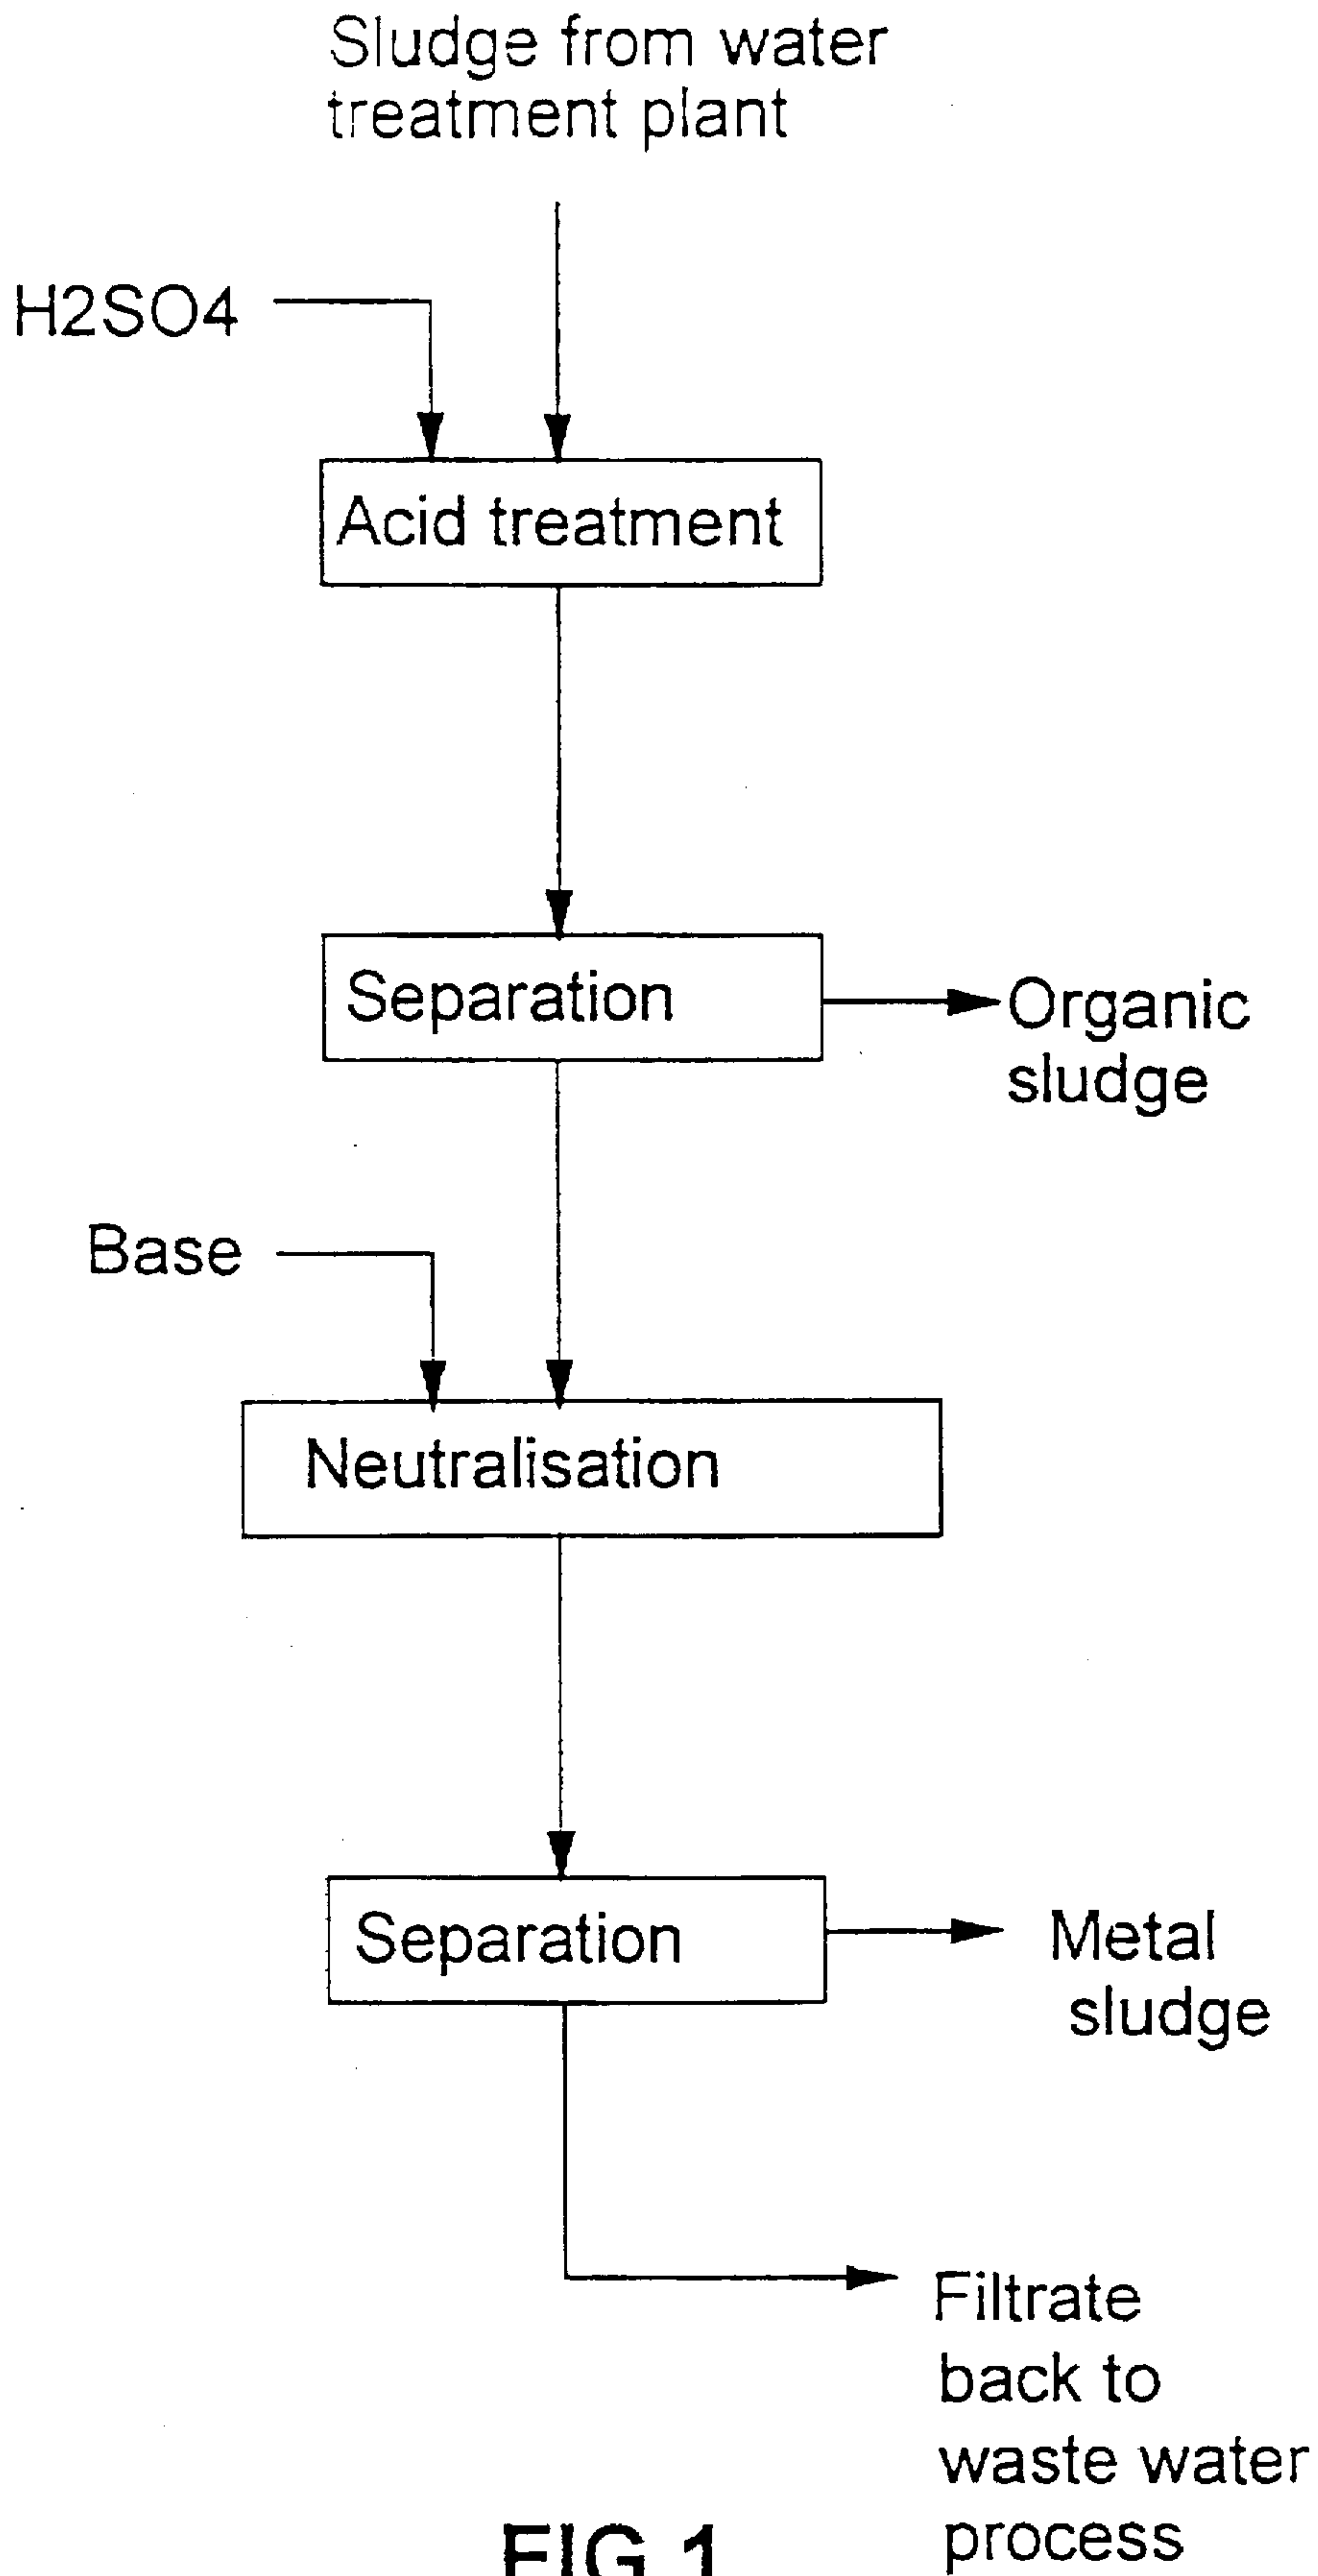 Sludge from water
treatment plant
H2SO4
Acid treatment
Separation
Organic
sludge
Base
Neutralisation
Separation
Metal
sludge
Filtrate
back to
waste water
process
FIG 1